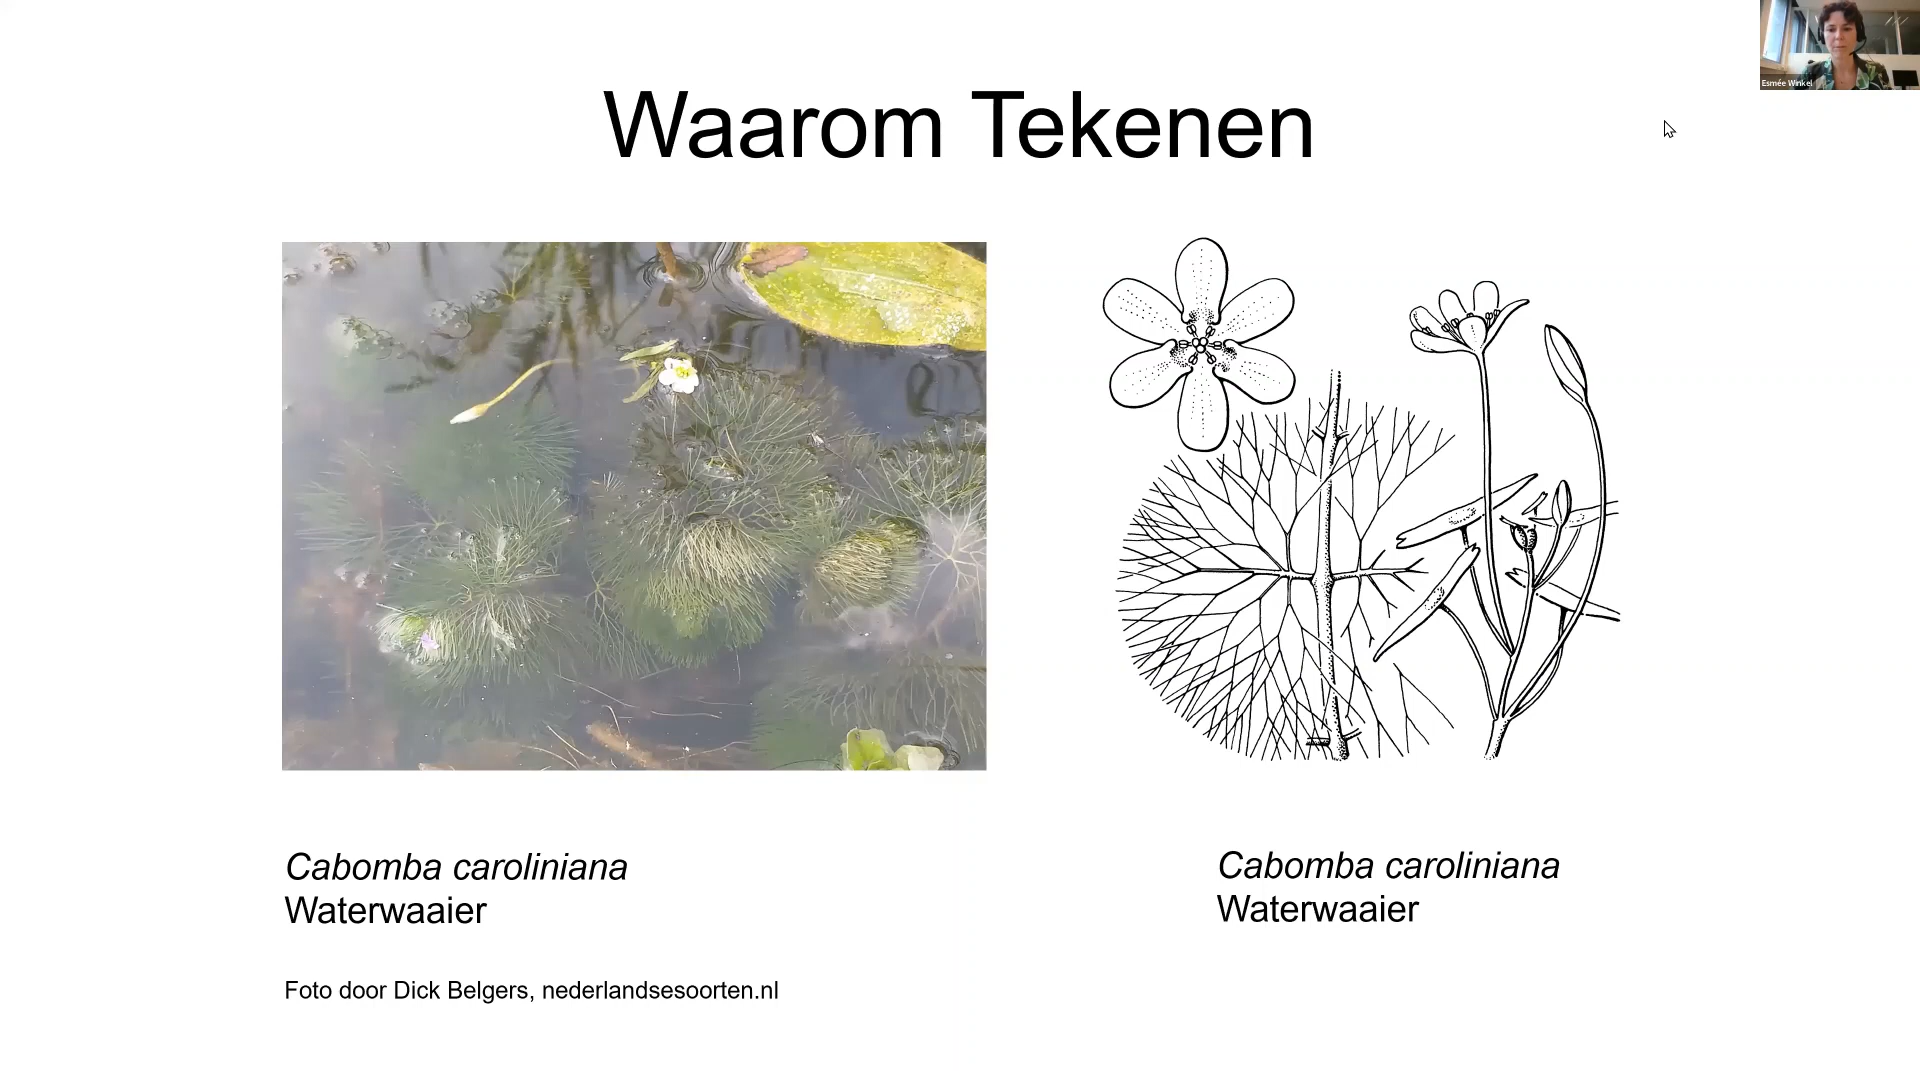 Waarom Tekenen
Esmée Winkel
Cabomba caroliniana
Waterwaaier
Foto door Dick Belgers, nederlandsesoorten.nl
Cabomba caroliniana
Waterwaaier